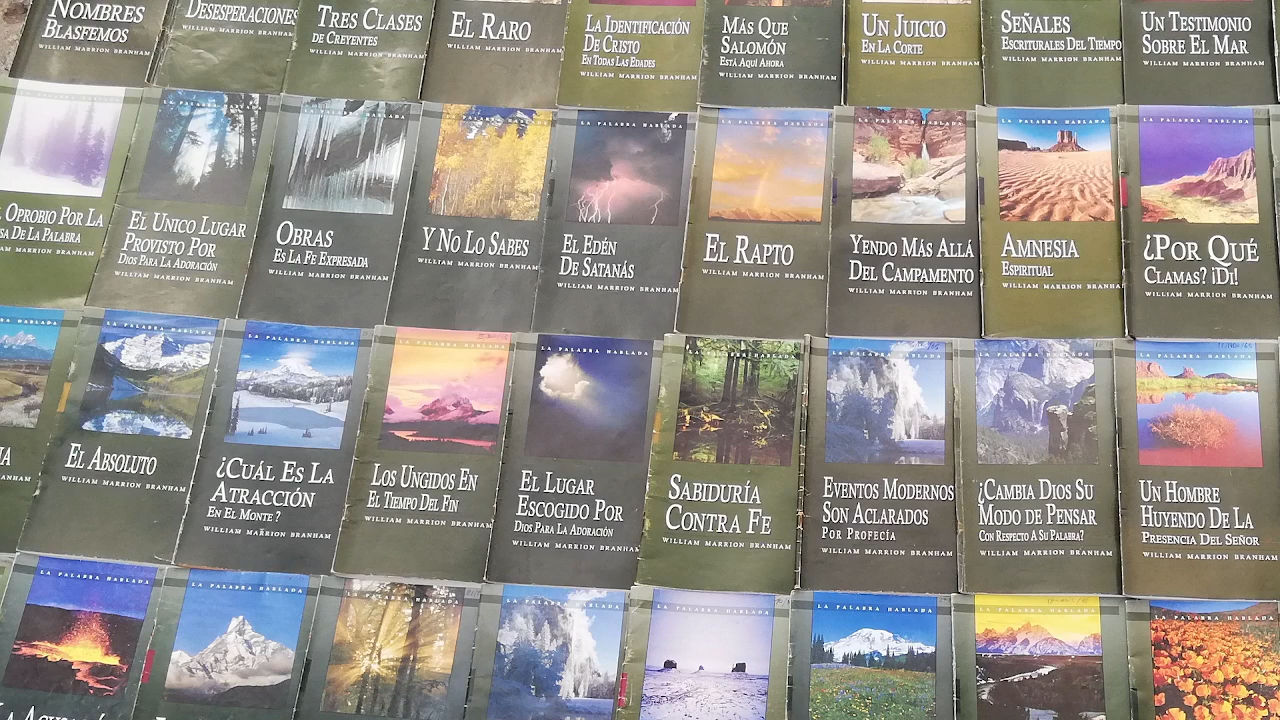 NOMBRES
BLASFEMOS
WILLIAM MARRION BRANHAM
DESESPERACIONES
WILLIAM MARRION BRANHAM
TRES CLASES
DE CREYENTES
WILLIAM MARRION BRANHAM
EL RARO
WILLIAM MARRION BRANHAM
LA IDENTIFICACIÓN
DE CRISTO
EN TODAS LAS EDADES
WILLIAM MARRION BRANHAM
MÁS QUE
SALOMÓN
ESTÁ AQUÍ AHORA
WILLIAM MARRION BRANHAM
UN JUICIO
EN LA CORTE
WILLIAM MARRION BRANHAM
SEÑALES
ESCRITURALES DEL TIEMPO
WILLIAM MARRION BRANHAM
UN TESTIMONIO
SOBRE EL MAR
WILLIAM MARRION BRANHAM
OPROBIO POR LA
DE LA PALABRA
MARRION BRANHAM
LA PALABRA HABLADA
EL UNICO LUGAR
PROVISTO POR
DIOS PARA LA ADORACIÓN
WILLIAM MARRION BRANHAM
OBRAS
ES LA FE EXPRESADA
WILLIAM MARRION BRANHAM
LA PALABRA HABLADA
Y NO LO SABES
WILLIAM MARRION BRANHAM
LA PALABRA HABLADA
EL EDÉN
DE SATANÁS
WILLIAM MARRION BRANHAM
LA PALABRA HABLADA
EL RAPTO
WILLIAM MARRION BRANHAM
LA PALABRA HABLADA
YENDO MÁS ALLÁ
DEL CAMPAMENTO
WILLIAM MARRION BRANHAM
LA PALABRA HABLADA
AMNESIA
ESPIRITUAL
WILLIAM MARRION BRANHAM
LA PALABRA HABLADA
¿POR QUÉ
CLAMAS? ¡DI!
WILLIAM MARRION BRANHAM
PALABRA HABLADA
LA PALABRA HABLADA
EL ABSOLUTO
WILLIAM MARRION BRANHAM
LA PALABRA HABLADA
¿CUÁL ES LA
ATRACCIÓN
EN EL MONTE?
WILLIAM MARRION BRANHAM
LA PALABRA HABLADA
LOS UNGIDOS EN
EL TIEMPO DEL FIN
WILLIAM MARRION BRANHAM
LA PALABRA HABLADA
EL LUGAR
ESCOGIDO POR
DIOS PARA LA ADORACIÓN
WILLIAM MARRION BRANHAM
LA PALABRA HABLADA
SABIDURÍA
CONTRA FE
WILLIAM MARRION BRANHAM
LA PALABRA HABLADA
EVENTOS MODERNOS
SON ACLARADOS
POR PROFECÍA
WILLIAM MARRION BRANHAM
LA PALABRA HABLADA
¿CAMBIA DIOS SU
MODO DE PENSAR
CON RESPECTO A SU PALABRA?
WILLIAM MARRION BRANHAM
LA PALABRA HABLADA
UN HOMBRE
HUYENDO DE LA
PRESENCIA DEL SEÑOR
WILLIAM MARRION BRANHAM
LA PALABRA HABLADA
LA PALABRA HABLADA
LA PALABRA HABLADA
LA PALABRA HABLADA
LA PALABRA HABLADA
LA PALABRA HABLADA
LA PALABRA HABLADA
LA PALABRA HABLADA